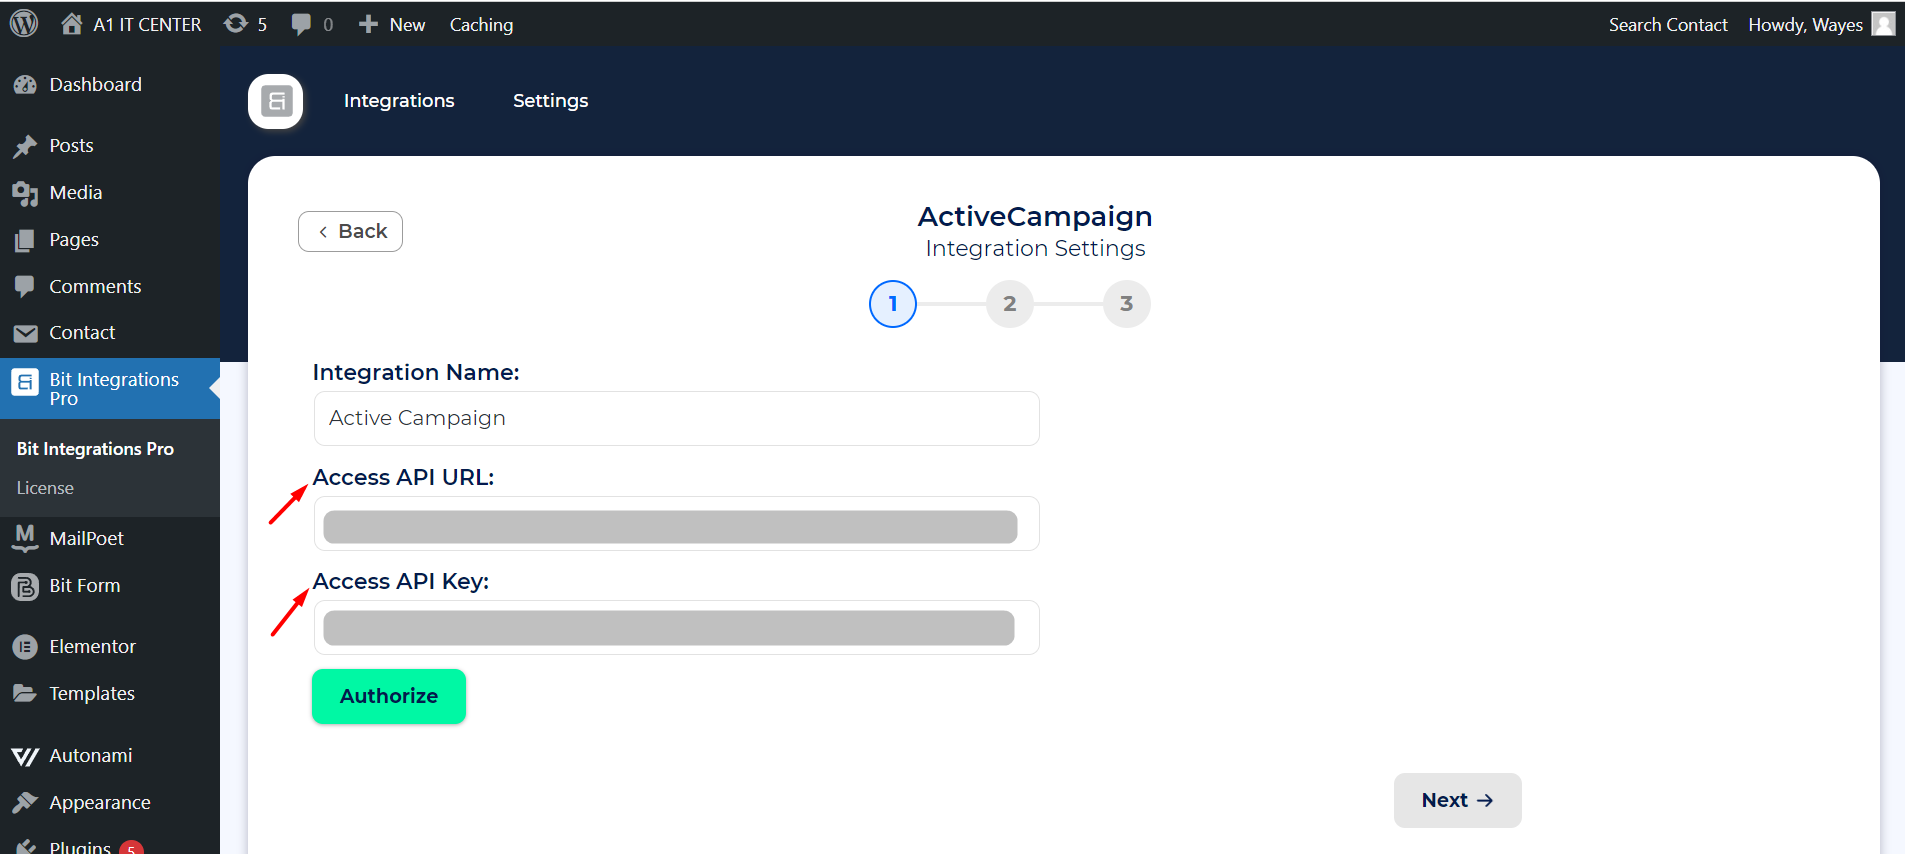 A1 IT CENTER 5 0 New Caching Search Contact Howdy, Wayes
Dashboard
Posts
Media
Pages
Comments
Contact
Bit Integrations
Pro
Bit Integrations Pro
License
MailPoet
Bit Form
Elementor
Templates
Autonami
Appearance
Plugins 5
Integrations Settings
Back
ActiveCampaign
Integration Settings
1 2 3
Integration Name:
Active Campaign
Access API URL:
Access API Key:
Authorize
Next →